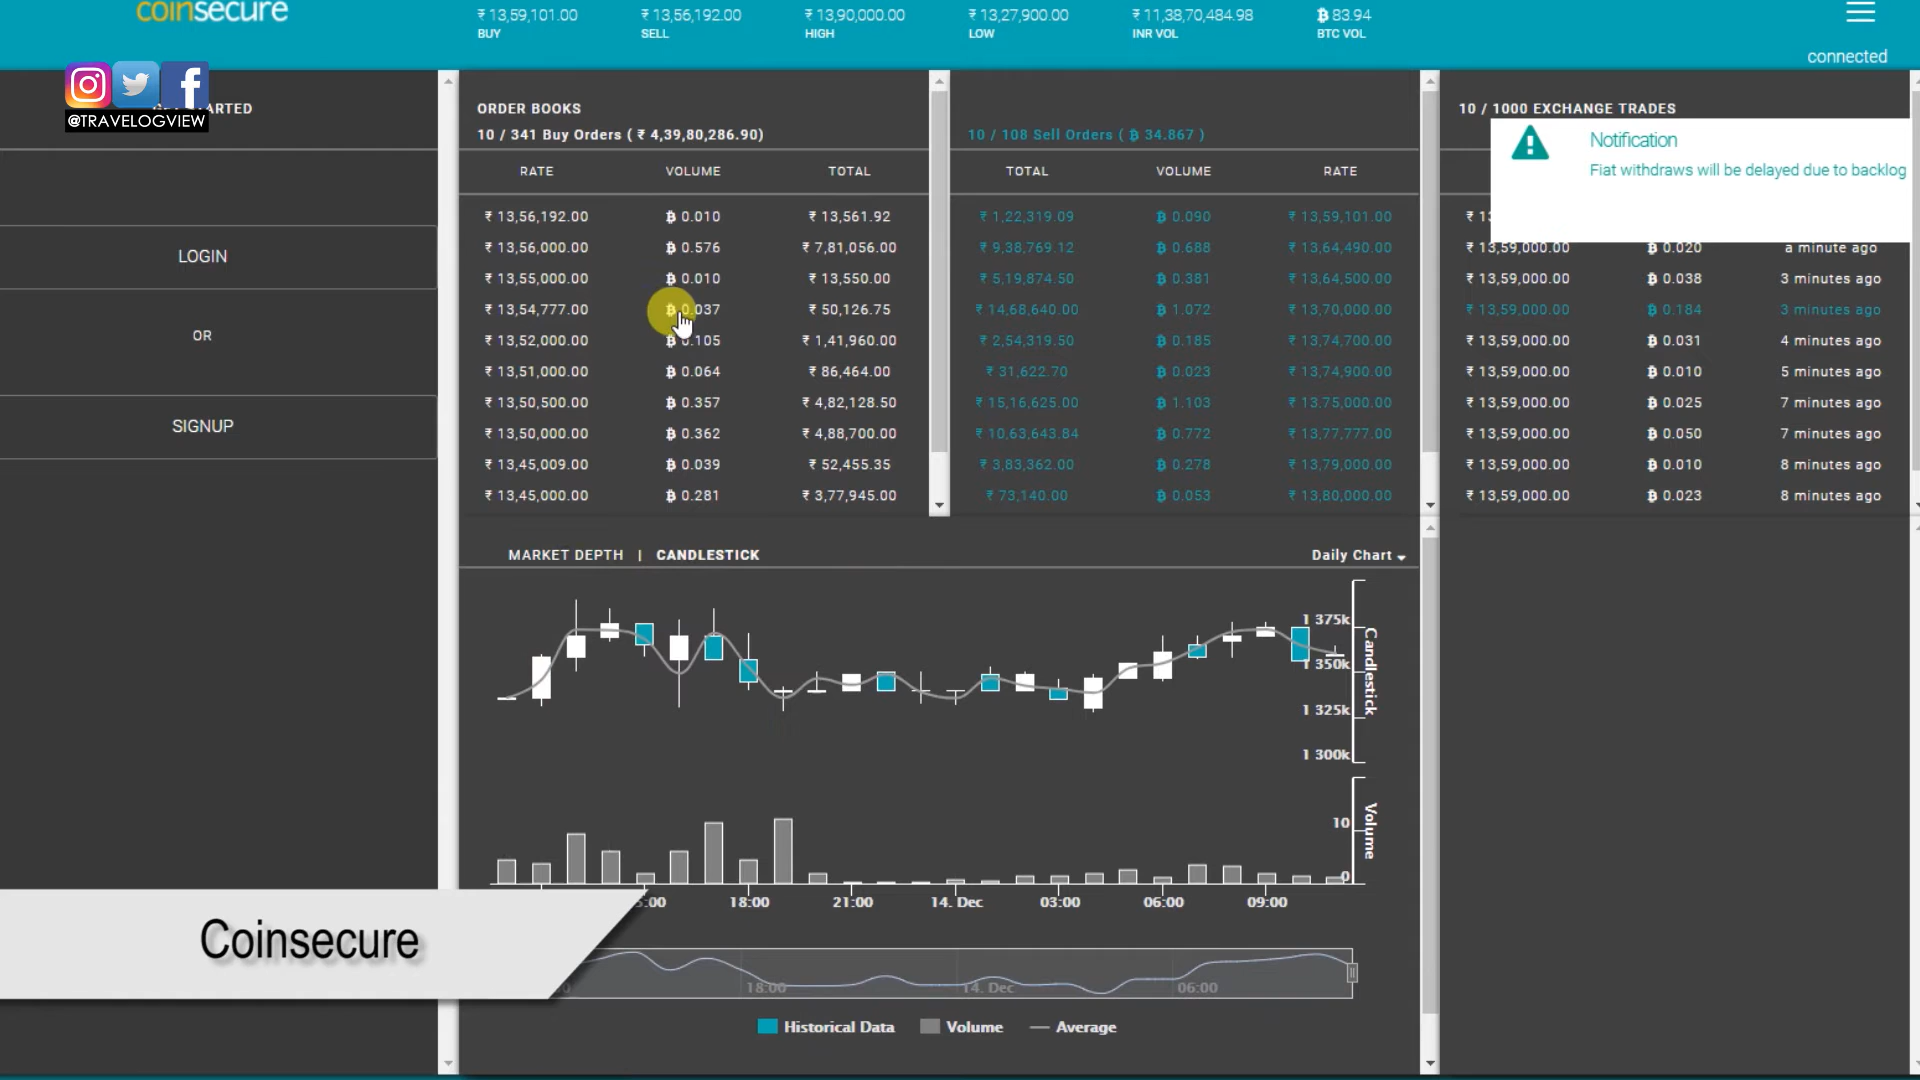 coinsecure
₹ 13,59,101.00 ₹ 13,56,192.00 ₹ 13,90,000.00 ₹ 13,27,900.00 ₹ 11,38,70,484.98 ₿ 83.94
BUY SELL HIGH LOW INR VOL BTC VOL
connected
@TRAVELOGVIEW
LOGIN
OR
SIGNUP
ORDER BOOKS
10 / 341 Buy Orders ( ₹ 4,39,80,286.90)
RATE VOLUME TOTAL
₹ 13,56,192.00 ₿ 0.010 ₹ 13,561.92
₹ 13,56,000.00 ₿ 0.576 ₹ 7,81,056.00
₹ 13,55,000.00 ₿ 0.010 ₹ 13,550.00
₹ 13,54,777.00 ₿ 0.037 ₹ 50,126.75
₹ 13,52,000.00 ₿ 0.105 ₹ 1,41,960.00
₹ 13,51,000.00 ₿ 0.064 ₹ 86,464.00
₹ 13,50,500.00 ₿ 0.357 ₹ 4,82,128.50
₹ 13,50,000.00 ₿ 0.362 ₹ 4,88,700.00
₹ 13,45,009.00 ₿ 0.039 ₹ 52,455.35
₹ 13,45,000.00 ₿ 0.281 ₹ 3,77,945.00
10 / 108 Sell Orders ( ₿ 34.867 )
TOTAL VOLUME RATE
₹ 1,22,319.09 ₿ 0.090 ₹ 13,59,101.00
₹ 9,38,769.12 ₿ 0.688 ₹ 13,64,490.00
₹ 5,19,874.50 ₿ 0.381 ₹ 13,64,500.00
₹ 14,68,640.00 ₿ 1.072 ₹ 13,70,000.00
₹ 2,54,319.50 ₿ 0.185 ₹ 13,74,700.00
₹ 31,622.70 ₿ 0.023 ₹ 13,74,900.00
₹ 15,16,625.00 ₿ 1.103 ₹ 13,75,000.00
₹ 10,63,643.84 ₿ 0.772 ₹ 13,77,777.00
₹ 3,83,362.00 ₿ 0.278 ₹ 13,79,000.00
₹ 73,140.00 ₿ 0.053 ₹ 13,80,000.00
10 / 1000 EXCHANGE TRADES
Notification
Fiat withdraws will be delayed due to backlog
₹ 13,59,000.00 ₿ 0.020 a minute ago
₹ 13,59,000.00 ₿ 0.038 3 minutes ago
₹ 13,59,000.00 ₿ 0.184 3 minutes ago
₹ 13,59,000.00 ₿ 0.031 4 minutes ago
₹ 13,59,000.00 ₿ 0.010 5 minutes ago
₹ 13,59,000.00 ₿ 0.025 7 minutes ago
₹ 13,59,000.00 ₿ 0.050 7 minutes ago
₹ 13,59,000.00 ₿ 0.010 8 minutes ago
₹ 13,59,000.00 ₿ 0.023 8 minutes ago
MARKET DEPTH | CANDLESTICK Daily Chart
1 375k
1 350k
1 325k
1 300k
Candlestick
10
0
Volume
18:00 21:00 14. Dec 03:00 06:00 09:00
Coinsecure
18:00 14. Dec 06:00
Historical Data Volume Average